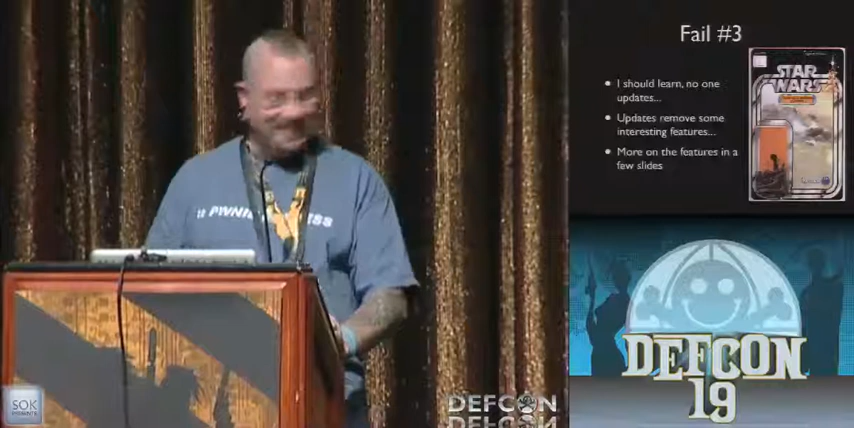 Fail #3
I should learn, no one
updates...
Updates remove some
interesting features...
More on the features in a
few slides
STAR
WARS
DEFCON
19
DEFCON
SOK